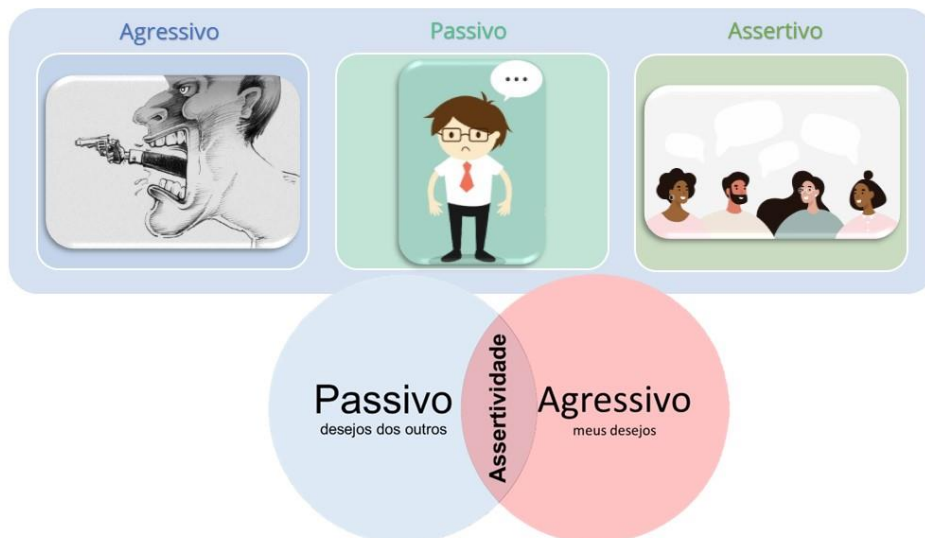 Agressivo
Passivo
Assertivo
...
Passivo
desejos dos outros
Assertividade
Agressivo
meus desejos